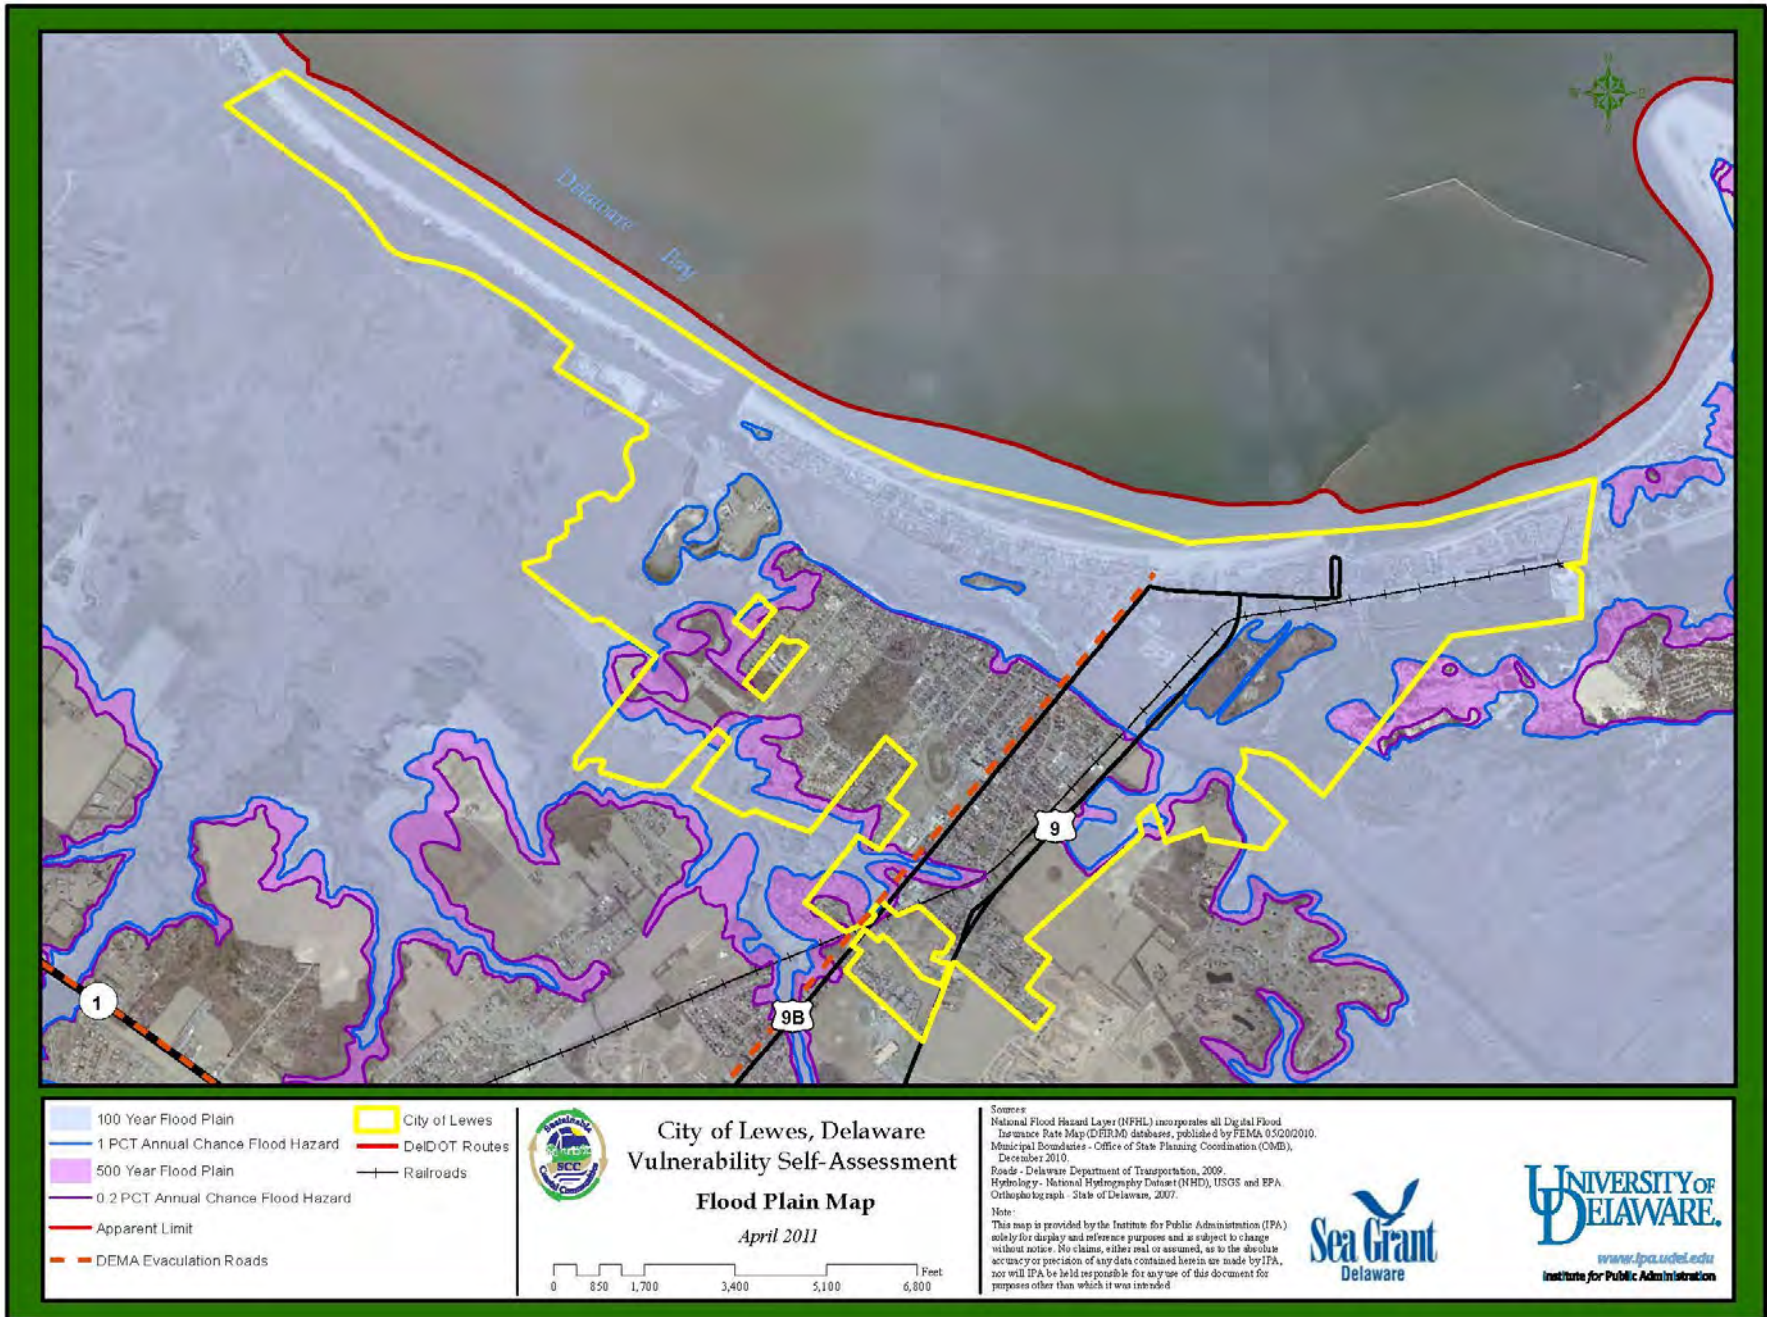 N
W E
Delaware Bay
9
9B
1
100 Year Flood Plain
1 PCT Annual Chance Flood Hazard
500 Year Flood Plain
0.2 PCT Annual Chance Flood Hazard
Apparent Limit
DEMA Evaculation Roads
City of Lewes
DelDOT Routes
Railroads
Sustainable
SCC
Coastal Communities
City of Lewes, Delaware
Vulnerability Self-Assessment
Flood Plain Map
April 2011
Feet
0 850 1,700 3,400 5,100 6,800
Sources:
National Flood Hazard Layer (NFHL) incorporates all Digital Flood
Insurance Rate Map (DFIRM) databases, published by FEMA 05/20/2010.
Municipal Boundaries - Office of State Planning Coordination (OMB),
December 2010.
Roads - Delaware Department of Transportation, 2009.
Hydrology - National Hydrography Dataset (NHD), USGS and EPA.
Orthophotograph - State of Delaware, 2007.
Note:
This map is provided by the Institute for Public Administration (IPA)
solely for display and reference purposes and is subject to change
without notice. No claims, either real or assumed, as to the absolute
accuracy or precision of any data contained herein are made by IPA,
nor will IPA be held responsible for any use of this document for
purposes other than which it was intended
Sea Grant
Delaware
UNIVERSITY OF
DELAWARE.
www.ipa.udel.edu
Institute for Public Administration